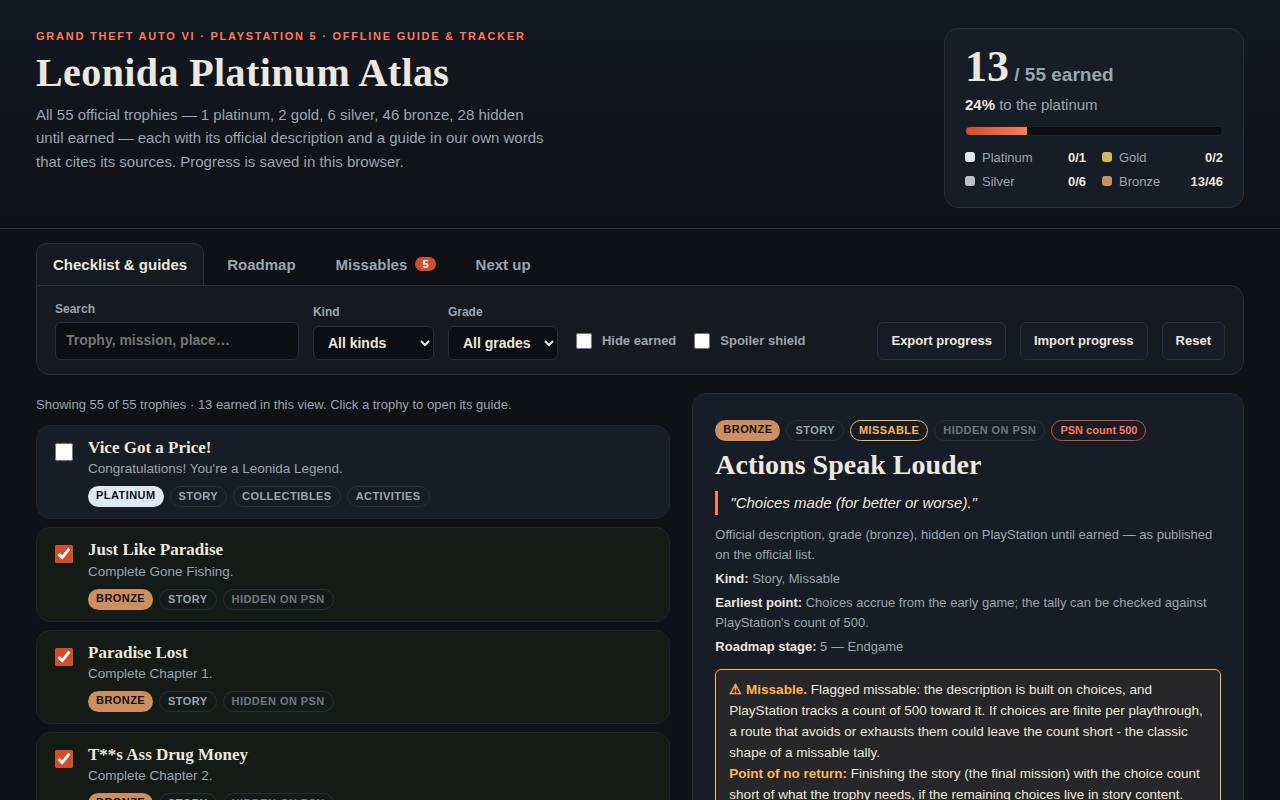 GRAND THEFT AUTO VI · PLAYSTATION 5 · OFFLINE GUIDE & TRACKER
Leonida Platinum Atlas
All 55 official trophies — 1 platinum, 2 gold, 6 silver, 46 bronze, 28 hidden
until earned — each with its official description and a guide in our own words
that cites its sources. Progress is saved in this browser.
13 / 55 earned
24% to the platinum
Platinum 0/1 Gold 0/2
Silver 0/6 Bronze 13/46
Checklist & guides Roadmap Missables 5 Next up
Search Kind Grade
Trophy, mission, place… All kinds All grades Hide earned Spoiler shield Export progress Import progress Reset
Showing 55 of 55 trophies · 13 earned in this view. Click a trophy to open its guide.
Vice Got a Price!
Congratulations! You're a Leonida Legend.
PLATINUM STORY COLLECTIBLES ACTIVITIES
Just Like Paradise
Complete Gone Fishing.
BRONZE STORY HIDDEN ON PSN
Paradise Lost
Complete Chapter 1.
BRONZE STORY HIDDEN ON PSN
T**s Ass Drug Money
Complete Chapter 2.
BRONZE STORY HIDDEN ON PSN
BRONZE STORY MISSABLE HIDDEN ON PSN PSN count 500
Actions Speak Louder
"Choices made (for better or worse)."
Official description, grade (bronze), hidden on PlayStation until earned — as published
on the official list.
Kind: Story, Missable
Earliest point: Choices accrue from the early game; the tally can be checked against
PlayStation's count of 500.
Roadmap stage: 5 — Endgame
⚠ Missable. Flagged missable: the description is built on choices, and
PlayStation tracks a count of 500 toward it. If choices are finite per playthrough,
a route that avoids or exhausts them could leave the count short - the classic
shape of a missable tally.
Point of no return: Finishing the story (the final mission) with the choice count
short of what the trophy needs, if the remaining choices live in story content.